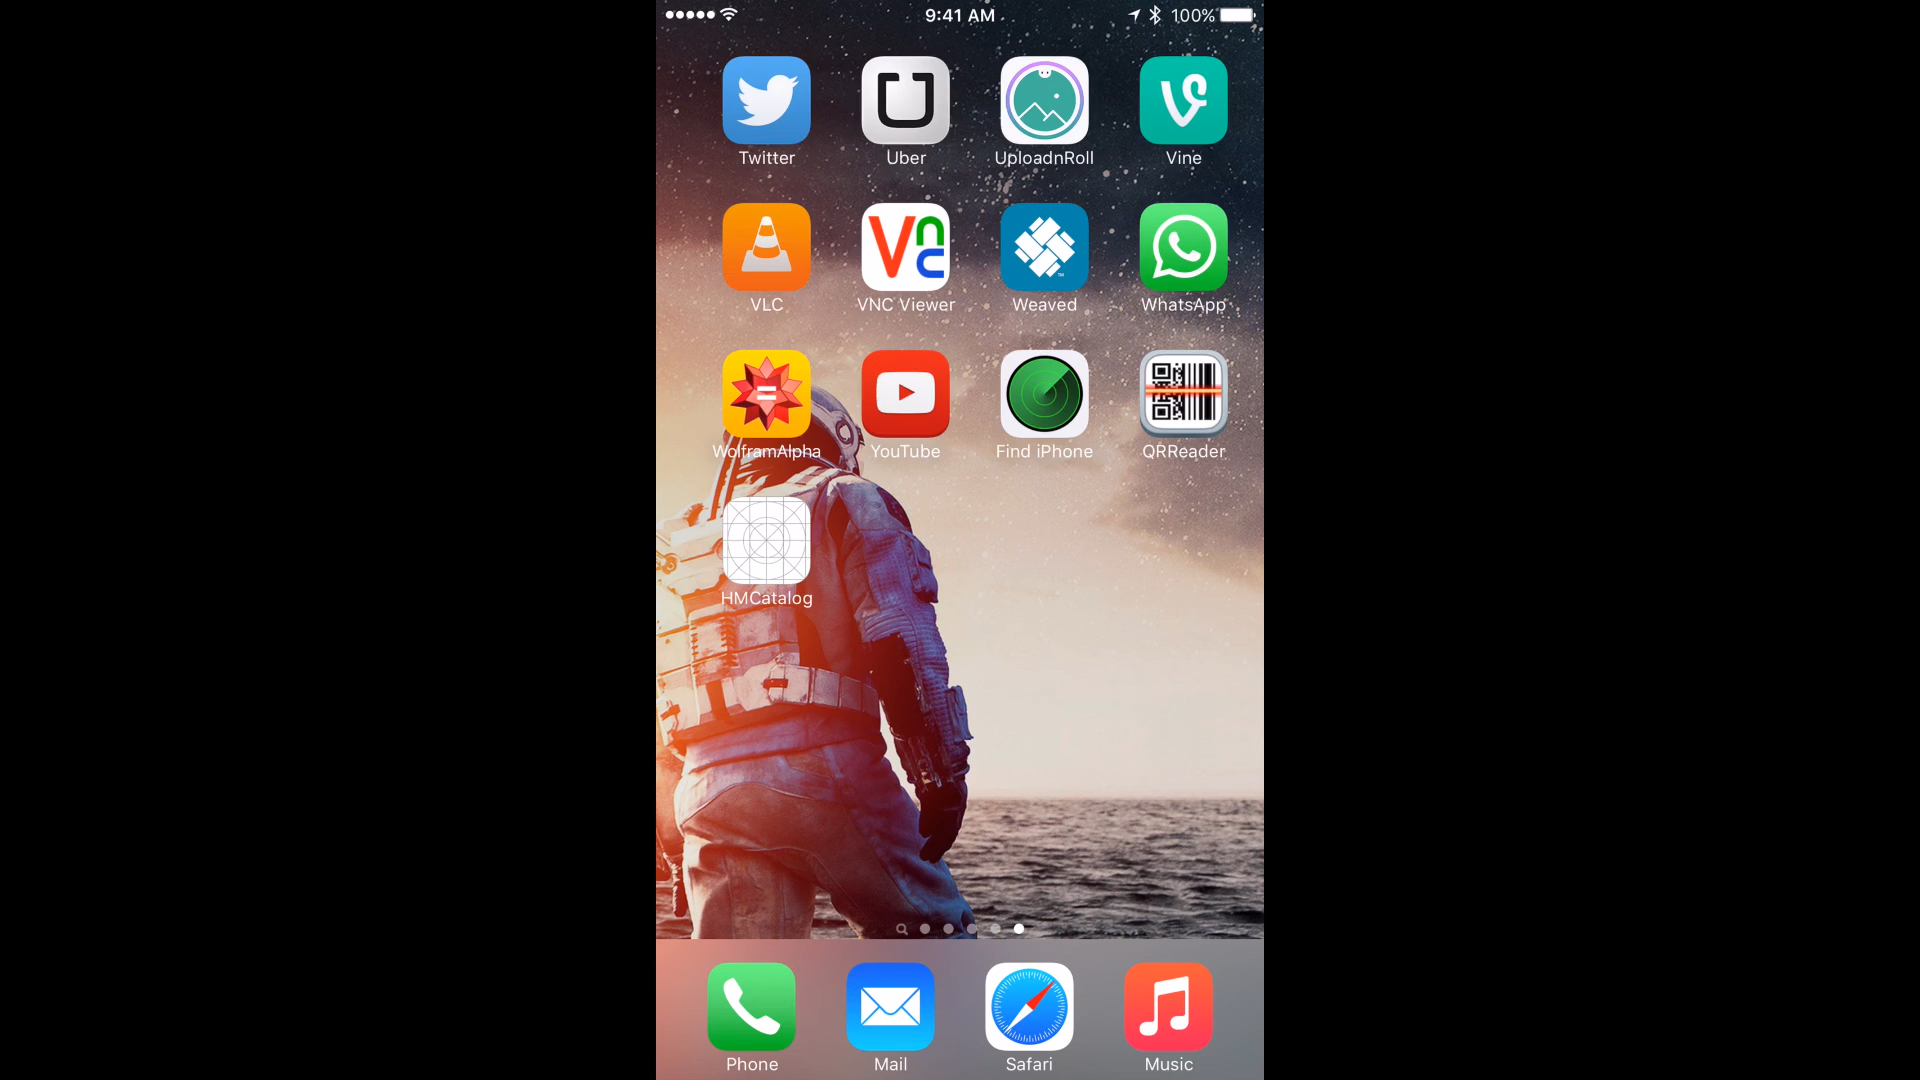 9:41 AM 100%
Twitter Uber UploadnRoll Vine
VLC VNC Viewer Weaved WhatsApp
WolframAlpha YouTube Find iPhone QRReader
HMCatalog
Phone Mail Safari Music